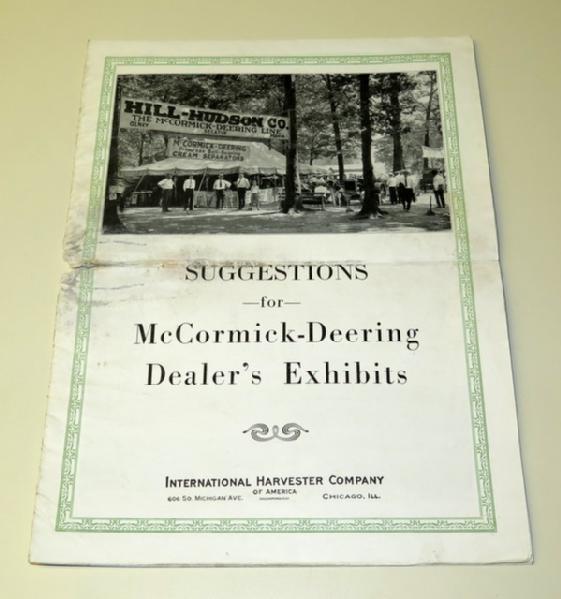 HILL-HUDSON CO.
THE McCORMICK-DEERING LINE
OLNEY
McCORMICK-DEERING
CREAM SEPARATORS
SUGGESTIONS
—for—
McCormick-Deering
Dealer's Exhibits
INTERNATIONAL HARVESTER COMPANY
OF AMERICA
606 SO. MICHIGAN AVE. CHICAGO, ILL.